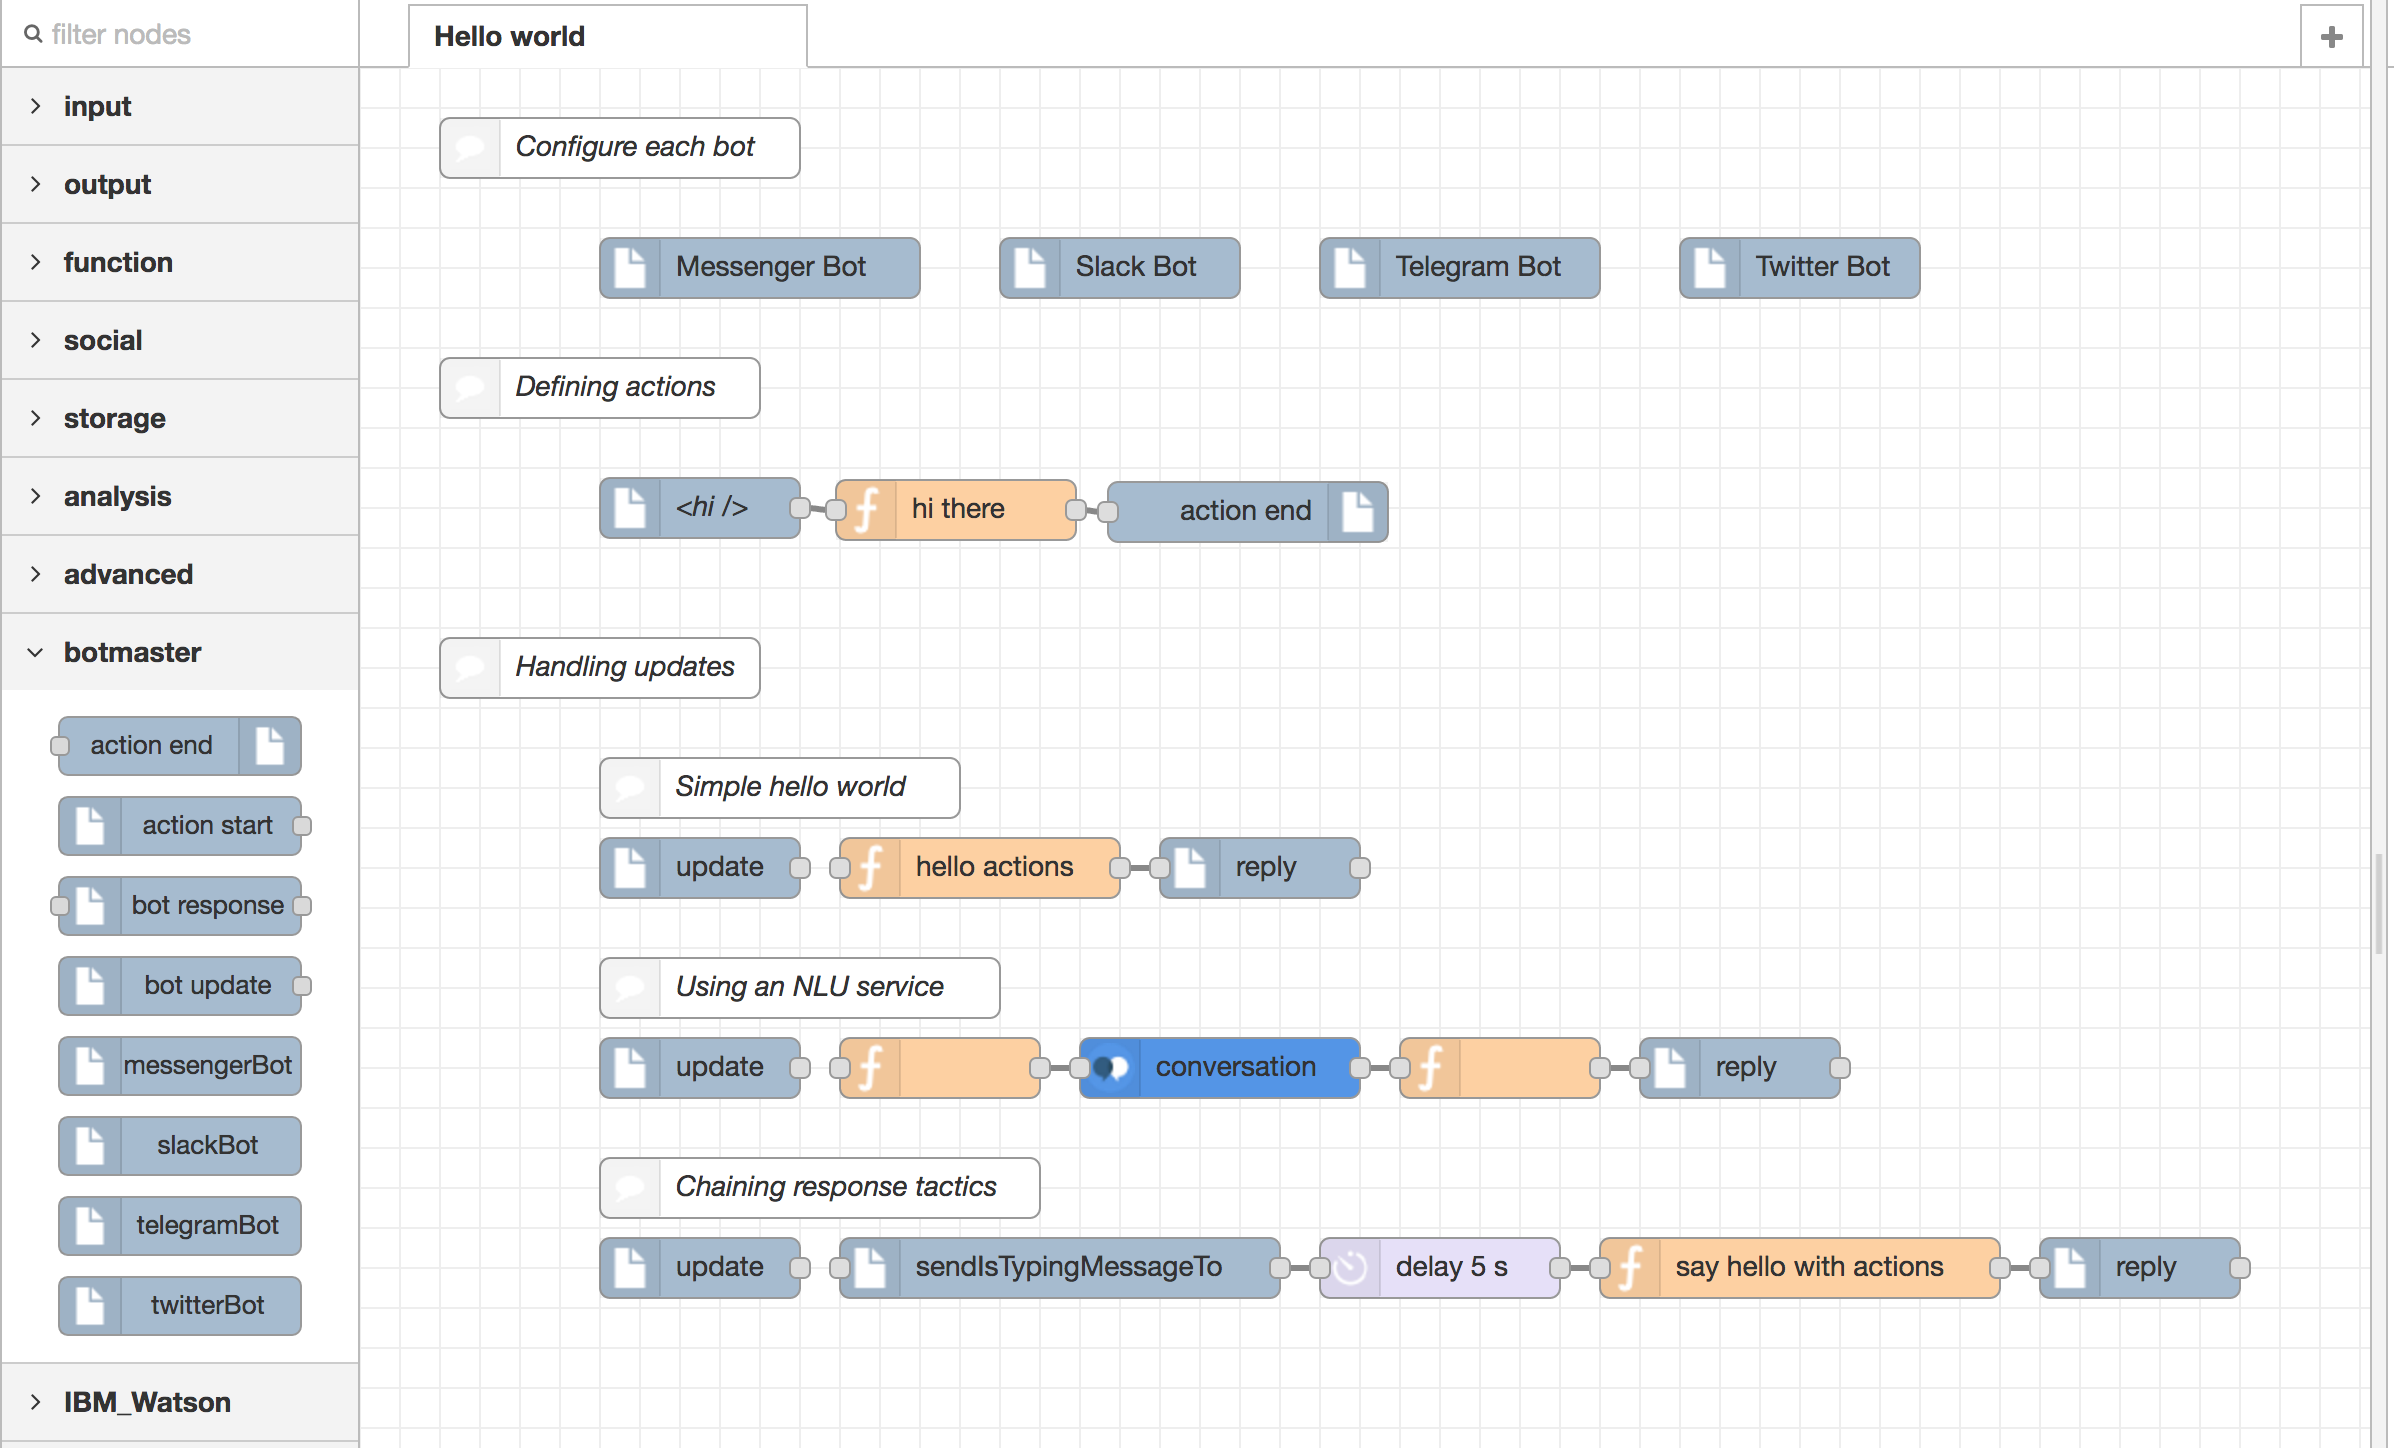 filter nodes
input
output
function
social
storage
analysis
advanced
botmaster
action end
action start
bot response
bot update
messengerBot
slackBot
telegramBot
twitterBot
IBM_Watson
Hello world
Configure each bot
Messenger Bot Slack Bot Telegram Bot Twitter Bot
Defining actions
<hi /> hi there action end
Handling updates
Simple hello world
update hello actions reply
Using an NLU service
update conversation reply
Chaining response tactics
update sendIsTypingMessageTo delay 5 s say hello with actions reply